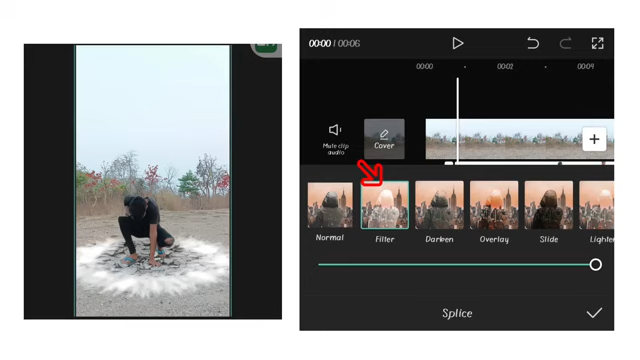 00:00 / 00:06
00:00
00:02
00:04
Mute clip
audio
Cover
Normal
Filter
Darken
Overlay
Slide
Lighten
Splice